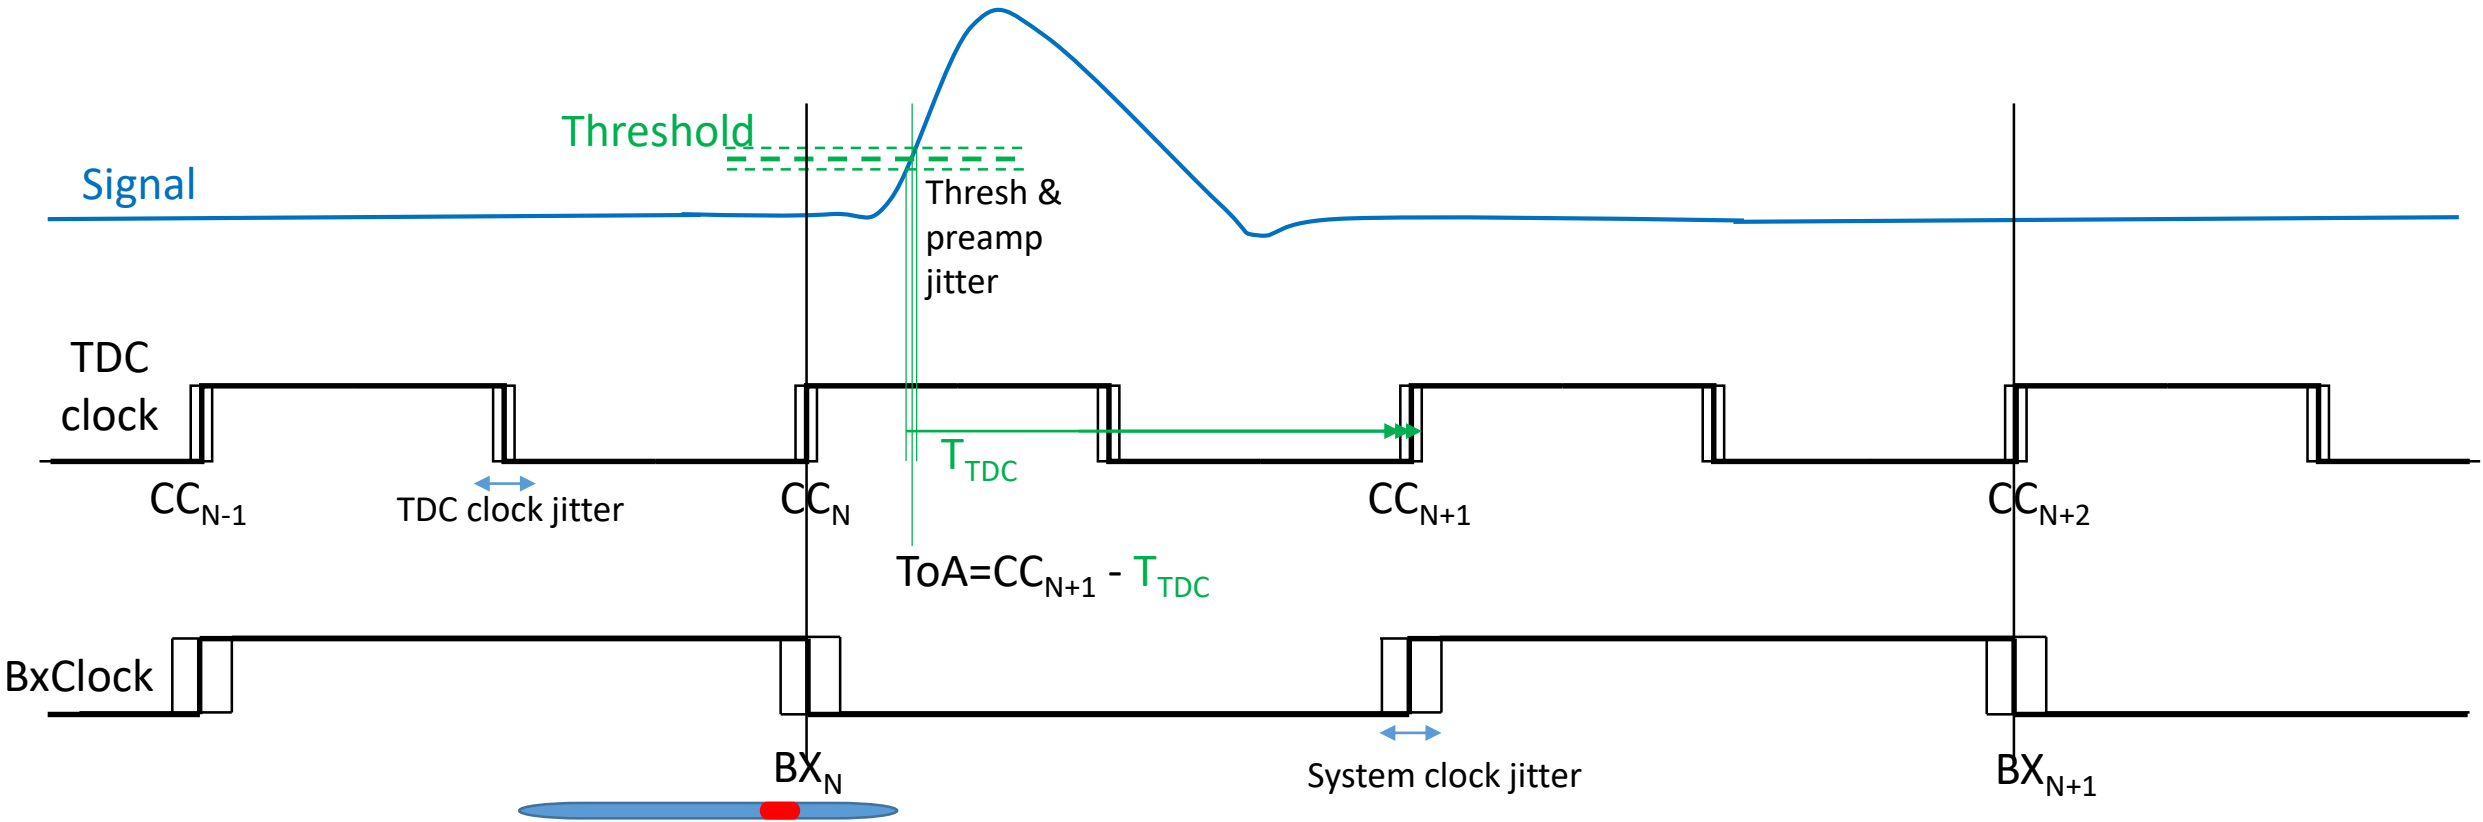 Threshold
Signal
Thresh &
preamp
jitter
TDC
clock
T_TDC
CC_N-1
TDC clock jitter
CC_N
CC_N+1
CC_N+2
ToA=CC_N+1 - T_TDC
BxClock
BX_N
System clock jitter
BX_N+1